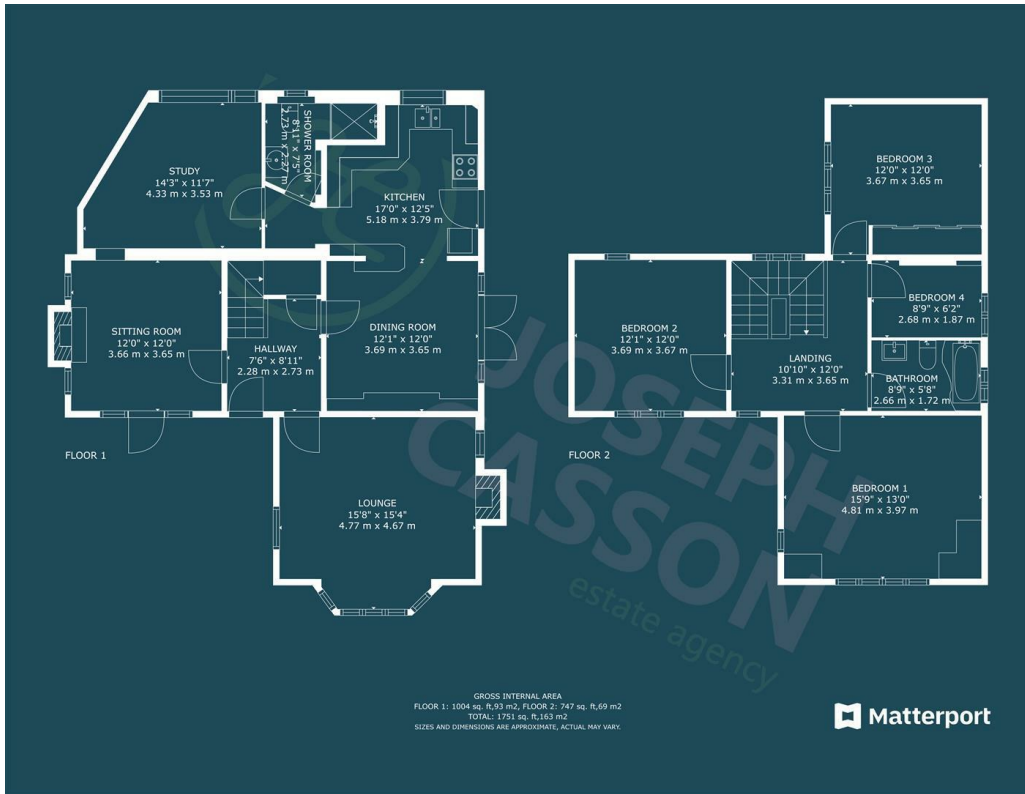 STUDY
14'3" x 11'7"
4.33 m x 3.53 m
SHOWER ROOM
8'11" x 7'5"
2.73 m x 2.27 m
KITCHEN
17'0" x 12'5"
5.18 m x 3.79 m
SITTING ROOM
12'0" x 12'0"
3.66 m x 3.65 m
HALLWAY
7'6" x 8'11"
2.28 m x 2.73 m
DINING ROOM
12'1" x 12'0"
3.69 m x 3.65 m
FLOOR 1
LOUNGE
15'8" x 15'4"
4.77 m x 4.67 m
BEDROOM 3
12'0" x 12'0"
3.67 m x 3.65 m
BEDROOM 2
12'1" x 12'0"
3.69 m x 3.67 m
LANDING
10'10" x 12'0"
3.31 m x 3.65 m
BEDROOM 4
8'9" x 6'2"
2.68 m x 1.87 m
BATHROOM
8'9" x 5'8"
2.66 m x 1.72 m
FLOOR 2
BEDROOM 1
15'9" x 13'0"
4.81 m x 3.97 m
JOSEPH
CASSON
estate agency
GROSS INTERNAL AREA
FLOOR 1: 1004 sq. ft,93 m2, FLOOR 2: 747 sq. ft,69 m2
TOTAL: 1751 sq. ft,163 m2
SIZES AND DIMENSIONS ARE APPROXIMATE, ACTUAL MAY VARY.
Matterport